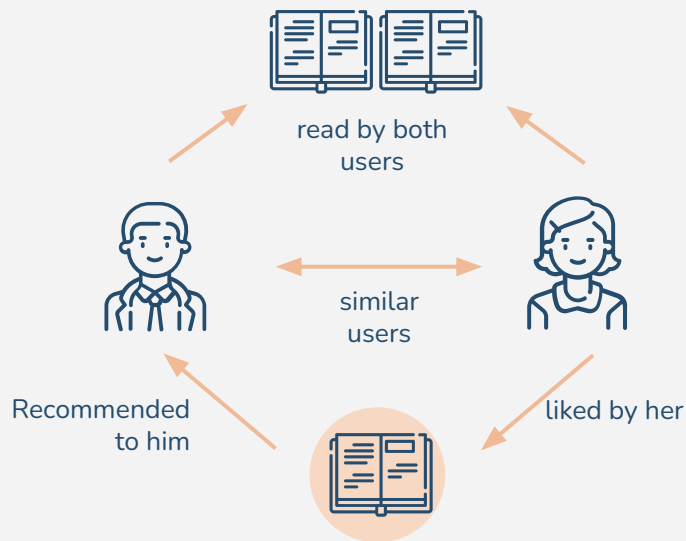 read by both
users
similar
users
Recommended
to him
liked by her